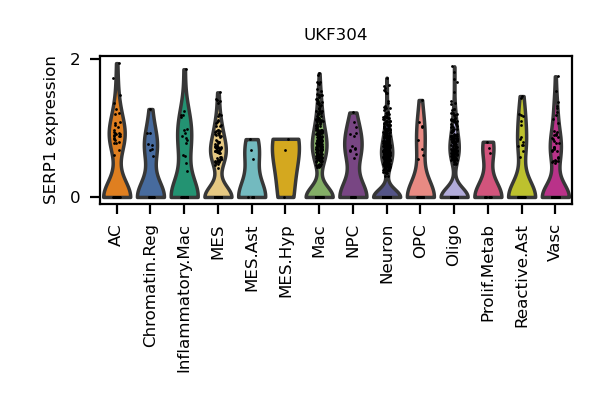 UKF304
SERP1 expression
2
0
AC
Chromatin.Reg
Inflammatory.Mac
MES
MES.Ast
MES.Hyp
Mac
NPC
Neuron
OPC
Oligo
Prolif.Metab
Reactive.Ast
Vasc